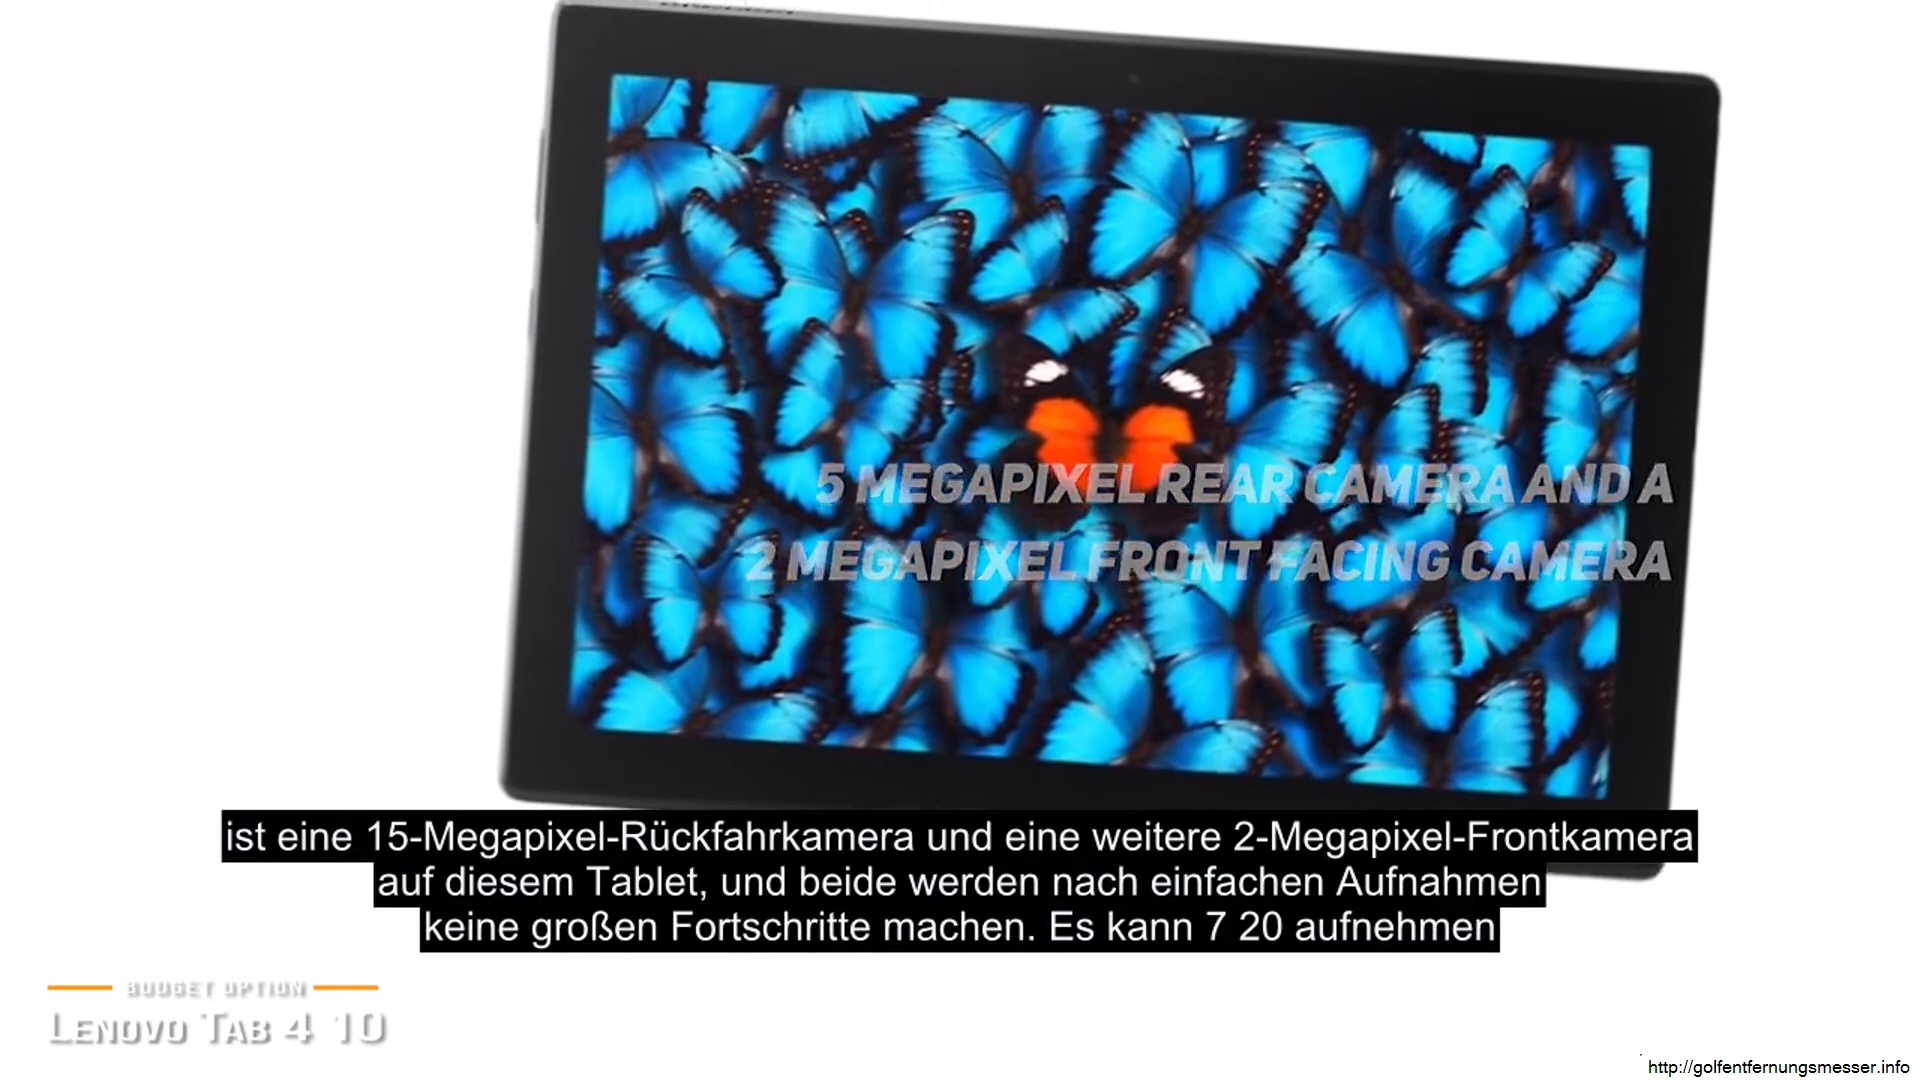 5 MEGAPIXEL REAR CAMERA AND A
2 MEGAPIXEL FRONT FACING CAMERA
ist eine 15-Megapixel-Rückfahrkamera und eine weitere 2-Megapixel-Frontkamera
auf diesem Tablet, und beide werden nach einfachen Aufnahmen
keine großen Fortschritte machen. Es kann 7 20 aufnehmen
BUDGET OPTION
LENOVO TAB 4 10
http://golfentfernungsmesser.info